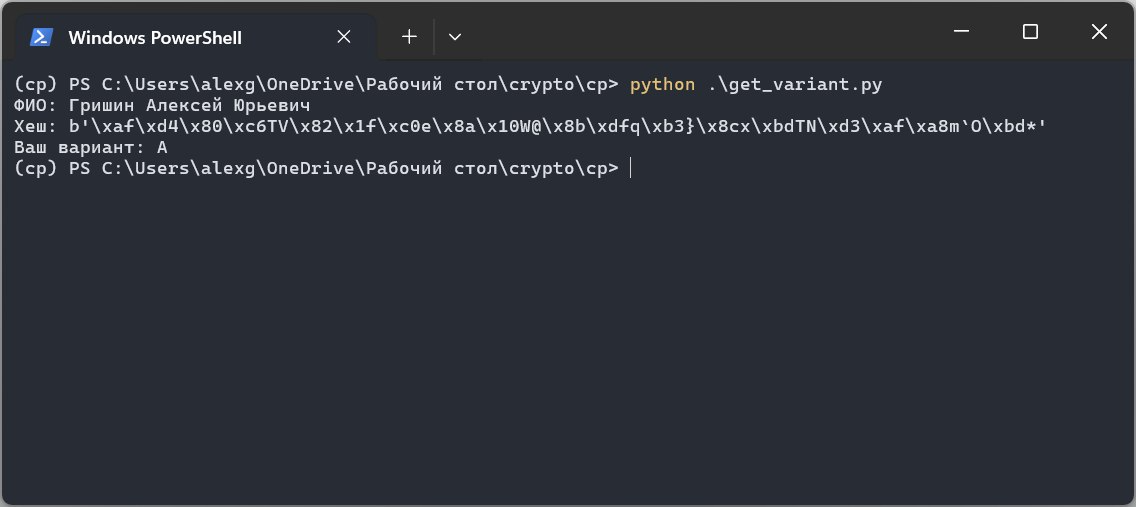 Windows PowerShell
(cp) PS C:\Users\alexg\OneDrive\Рабочий стол\crypto\cp> python .\get_variant.py
ФИО: Гришин Алексей Юрьевич
Хеш: b'\xaf\xd4\x80\xc6TV\x82\x1f\xc0e\x8a\x10W@\x8b\xdfq\xb3}\x8cx\xbdTN\xd3\xaf\xa8m`O\xbd*'
Ваш вариант: A
(cp) PS C:\Users\alexg\OneDrive\Рабочий стол\crypto\cp>